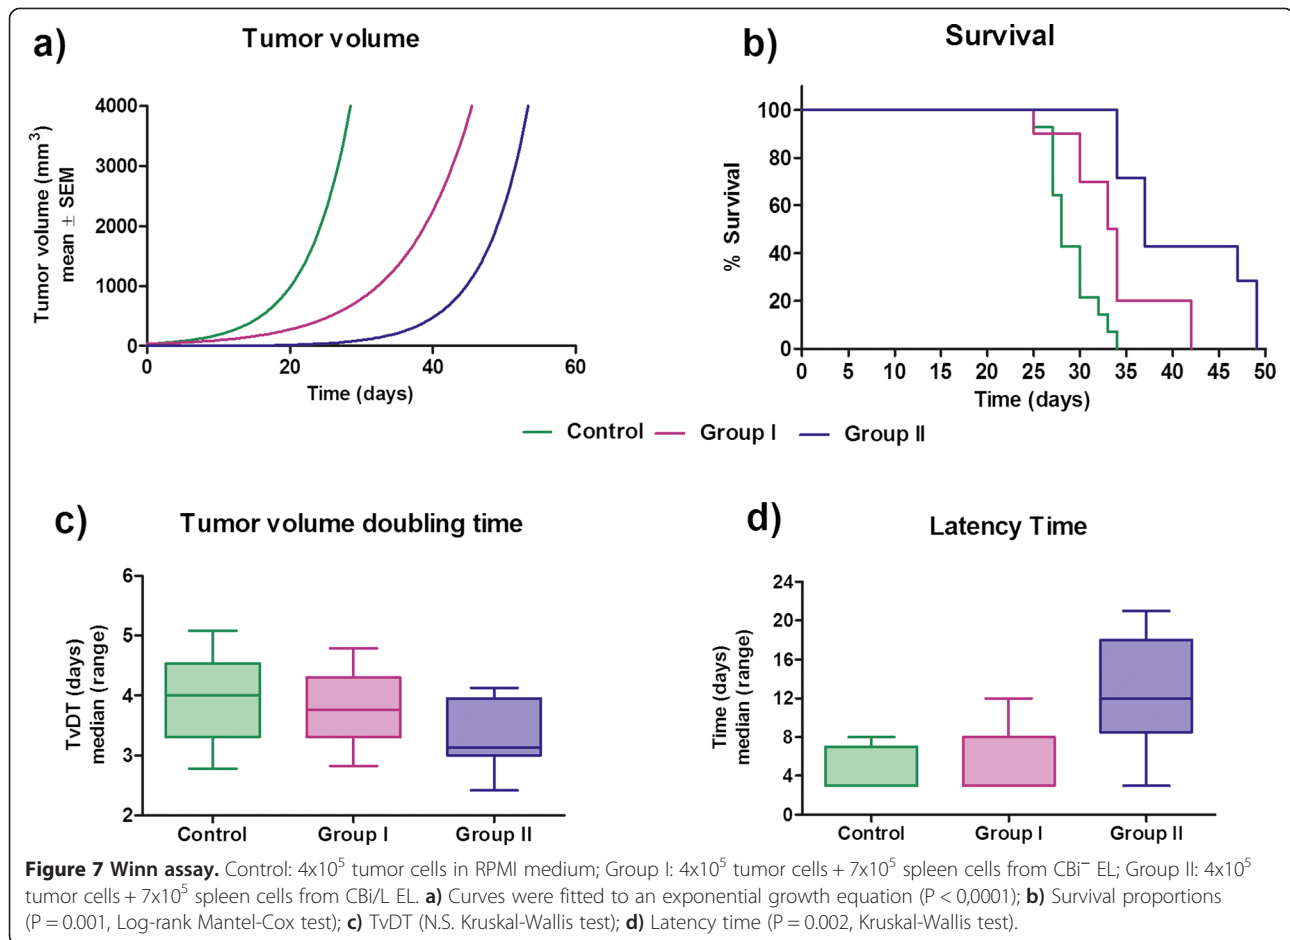 a)
Tumor volume
Tumor volume (mm³)
mean ± SEM
4000
3000
2000
1000
0
0 20 40 60
Time (days)
b)
Survival
% Survival
100
80
60
40
20
0
0 5 10 15 20 25 30 35 40 45 50
Time (days)
Control Group I Group II
c)
Tumor volume doubling time
TvDT (days)
median (range)
6
5
4
3
2
Control Group I Group II
d)
Latency Time
Time (days)
median (range)
24
20
16
12
8
4
0
Control Group I Group II
Figure 7 Winn assay. Control: 4x10⁵ tumor cells in RPMI medium; Group I: 4x10⁵ tumor cells + 7x10⁵ spleen cells from CBi⁻ EL; Group II: 4x10⁵
tumor cells + 7x10⁵ spleen cells from CBi/L EL. a) Curves were fitted to an exponential growth equation (P < 0,0001); b) Survival proportions
(P = 0.001, Log-rank Mantel-Cox test); c) TvDT (N.S. Kruskal-Wallis test); d) Latency time (P = 0.002, Kruskal-Wallis test).